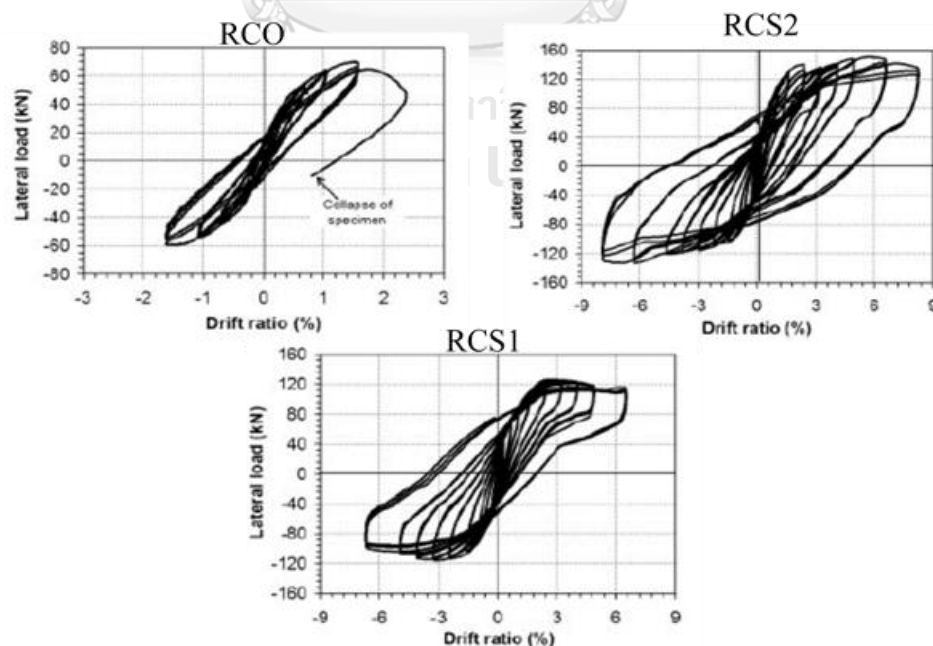 RCO
80
60
40
20
0
-20
-40
-60
-80
Lateral load (kN)
Collapse of
specimen
-3 -2 -1 0 1 2 3
Drift ratio (%)
RCS2
160
120
80
40
0
-40
-80
-120
-160
Lateral load (kN)
-9 -6 -3 0 3 6 9
Drift ratio (%)
RCS1
160
120
80
40
0
-40
-80
-120
-160
Lateral load (kN)
-9 -6 -3 0 3 6 9
Drift ratio (%)